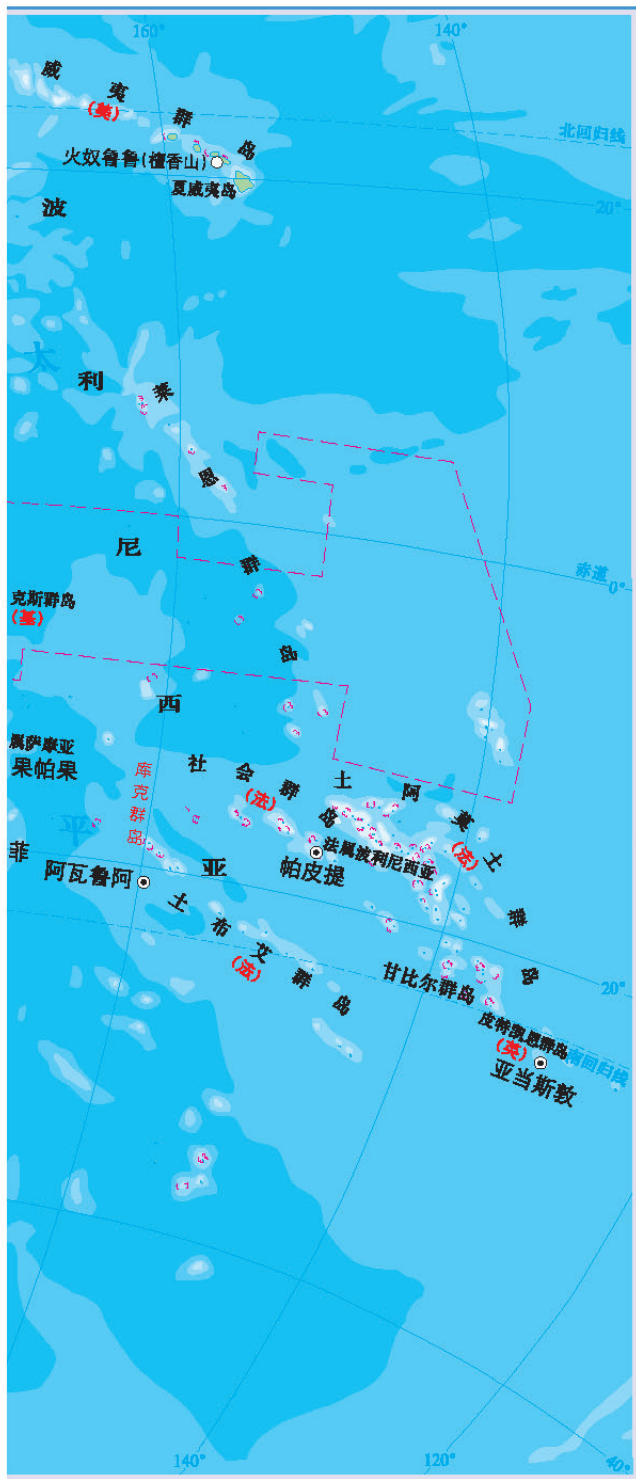 160°
140°
威夷群岛
(美)
北回归线
火奴鲁鲁(檀香山)
夏威夷岛
20°
波
太
利
莱恩群岛
尼
赤道
0°
克斯群岛
西
属萨摩亚
果帕果
库克群岛
社会群岛
(法)
土阿莫土群岛
(法)
平
菲
亚
法属波利尼西亚
帕皮提
阿瓦鲁阿
土布艾群岛
(法)
甘比尔群岛
20°
皮特凯恩群岛
(英)
南回归线
亚当斯敦
140°
120°
40°